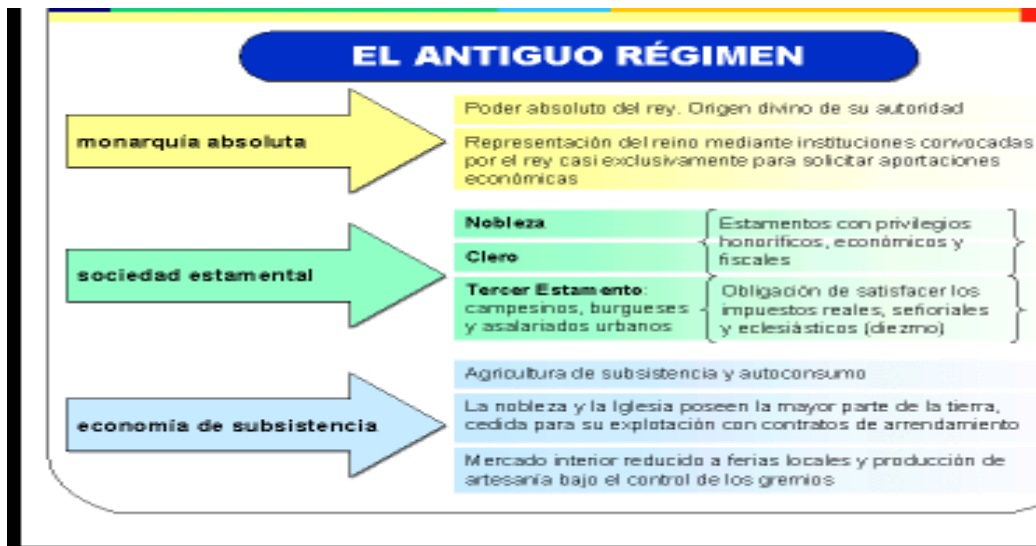 EL ANTIGUO RÉGIMEN
monarquía absoluta
Poder absoluto del rey. Origen divino de su autoridad
Representación del reino mediante instituciones convocadas
por el rey casi exclusivamente para solicitar aportaciones
económicas
sociedad estamental
Nobleza
Clero
Estamentos con privilegios
honoríficos, económicos y
fiscales
Tercer Estamento:
campesinos, burgueses
y asalariados urbanos
Obligación de satisfacer los
impuestos reales, señoriales
y eclesiásticos (diezmo)
economía de subsistencia
Agricultura de subsistencia y autoconsumo
La nobleza y la Iglesia poseen la mayor parte de la tierra,
cedida para su explotación con contratos de arrendamiento
Mercado interior reducido a ferias locales y producción de
artesanía bajo el control de los gremios